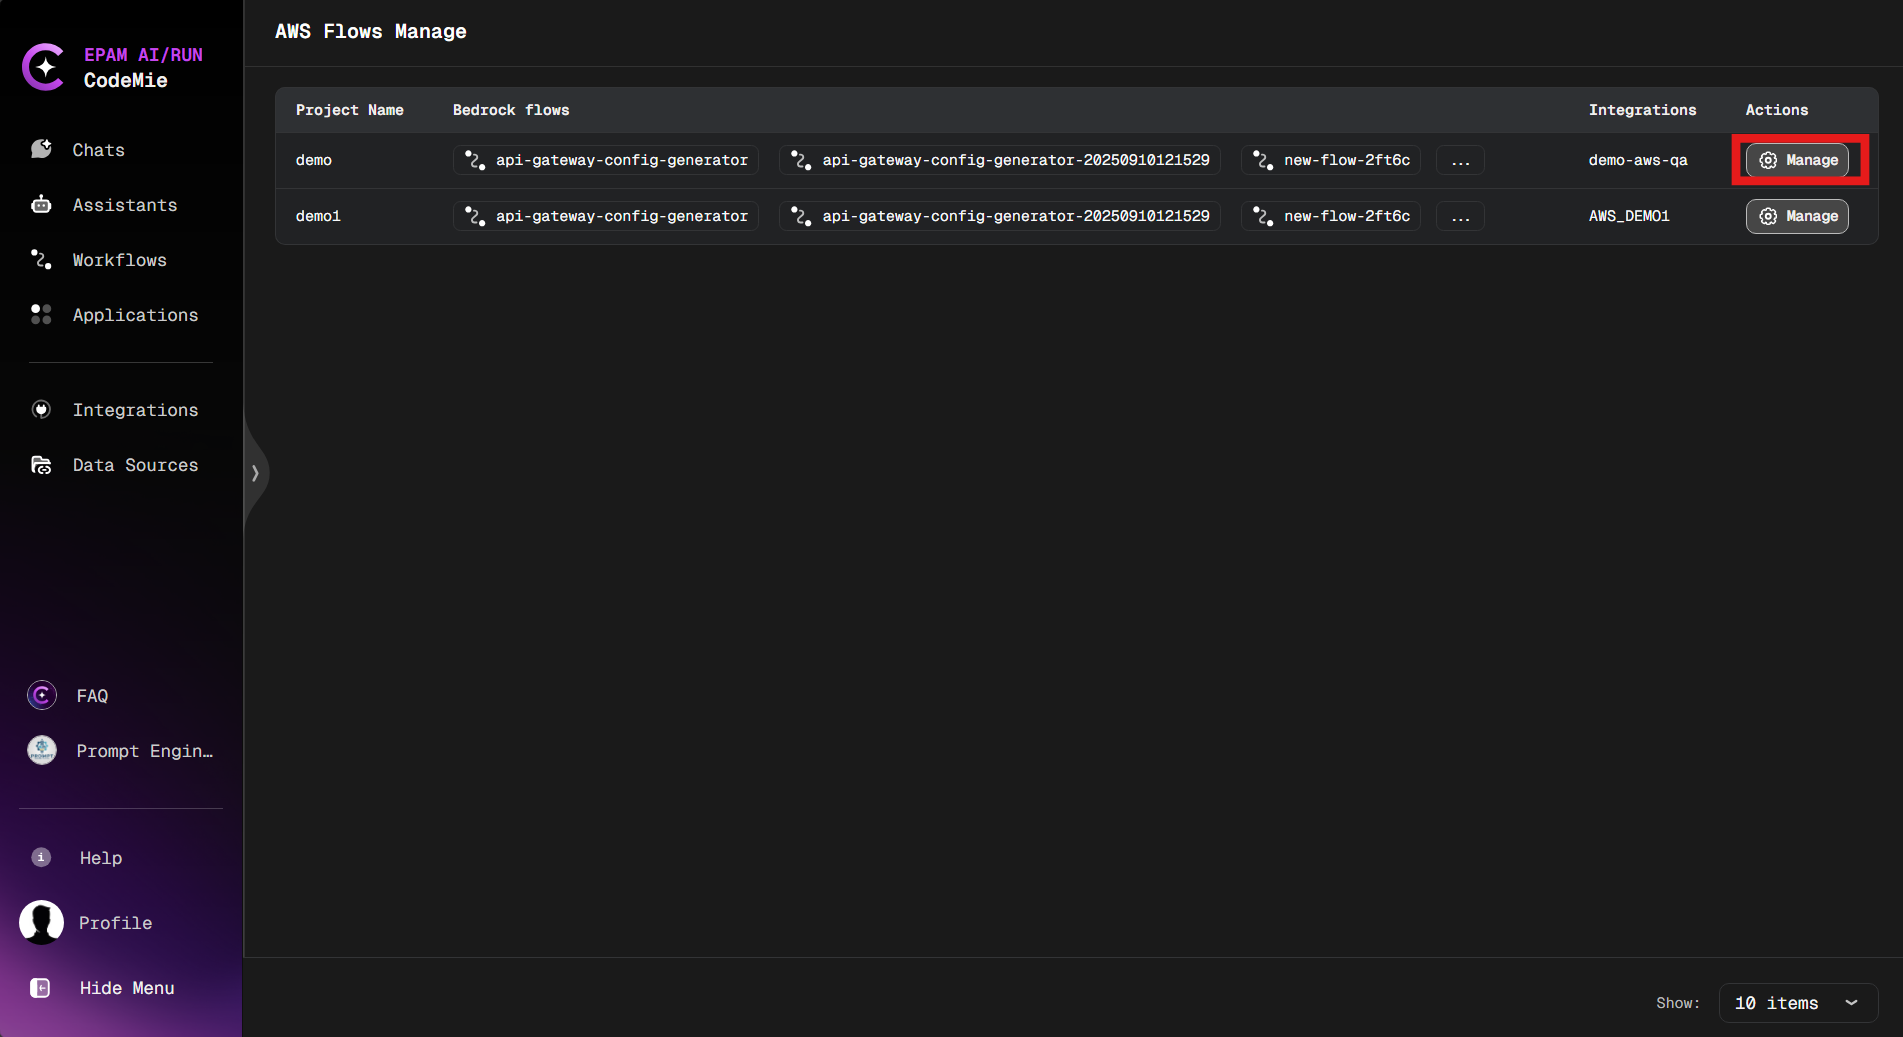 EPAM AI/RUN
CodeMie
Chats
Assistants
Workflows
Applications
Integrations
Data Sources
FAQ
Prompt Engin…
Help
Profile
Hide Menu
AWS Flows Manage
Project Name Bedrock flows Integrations Actions
demo api-gateway-config-generator api-gateway-config-generator-20250910121529 new-flow-2ft6c ... demo-aws-qa Manage
demo1 api-gateway-config-generator api-gateway-config-generator-20250910121529 new-flow-2ft6c ... AWS_DEMO1 Manage
Show: 10 items